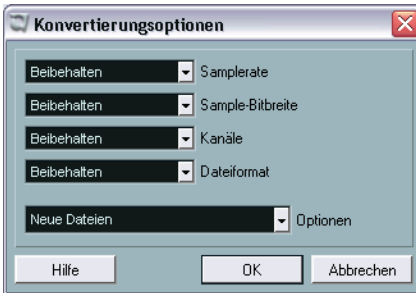 Konvertierungsoptionen
Beibehalten Samplerate
Beibehalten Sample-Bitbreite
Beibehalten Kanäle
Beibehalten Dateiformat
Neue Dateien Optionen
Hilfe OK Abbrechen